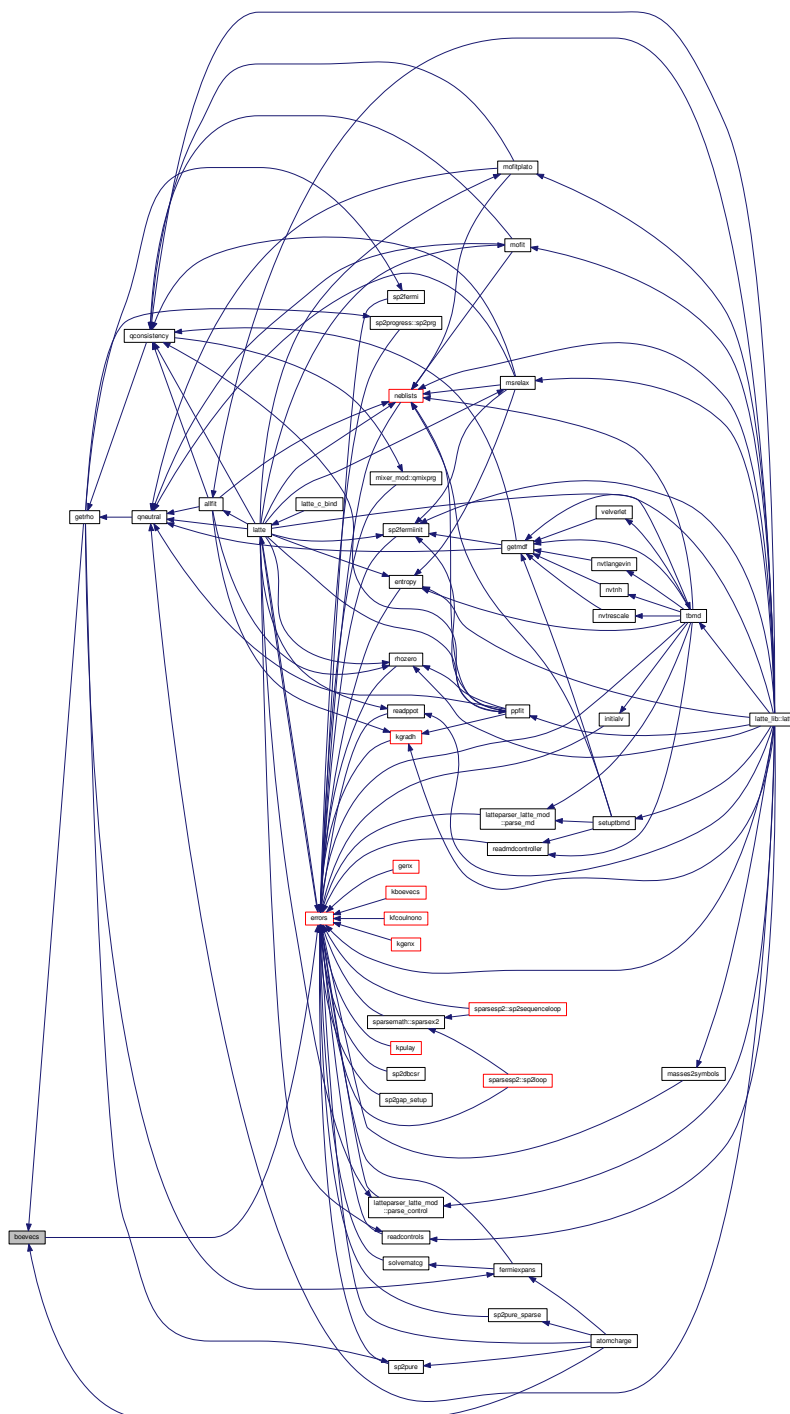 mofitplato
mofit
sp2fermi
sp2progress::sp2prg
qconsistency
msrelax
neblists
mixer_mod::qmixprg
allfit
latte_c_bind
velverlet
getrho
qneutral
latte
sp2fermiinit
getmdf
nvtlangevin
entropy
nvtnh
nvtrescale
tbmd
rhozero
readppot
ppfit
initialv
latte_lib::latt
kgradh
latteparser_latte_mod
::parse_md
setuptbmd
readmdcontroller
genx
kboevecs
errors
kfcoulnono
kgenx
sparsesp2::sp2sequenceloop
sparsemath::sparsex2
kpulay
sp2dbcsr
sparsesp2::sp2loop
masses2symbols
sp2gap_setup
latteparser_latte_mod
::parse_control
boevecs
readcontrols
solvematcg
fermiexpans
sp2pure_sparse
atomcharge
sp2pure